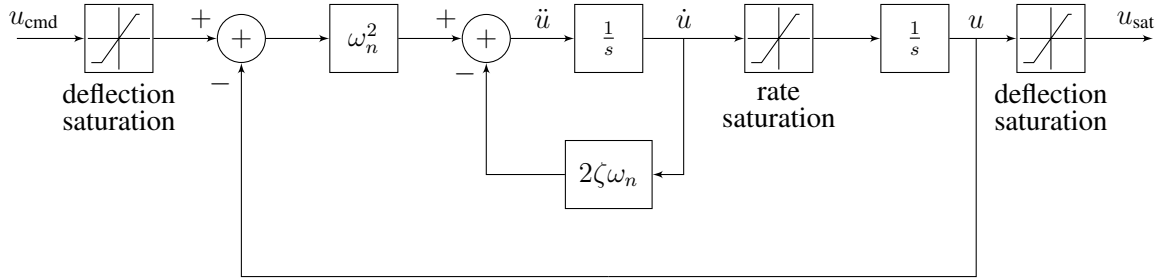 u_cmd
deflection
saturation
+
−
+
ω_n^2
+
−
+
ü
1/s
u̇
rate
saturation
1/s
u
deflection
saturation
u_sat
2ζω_n